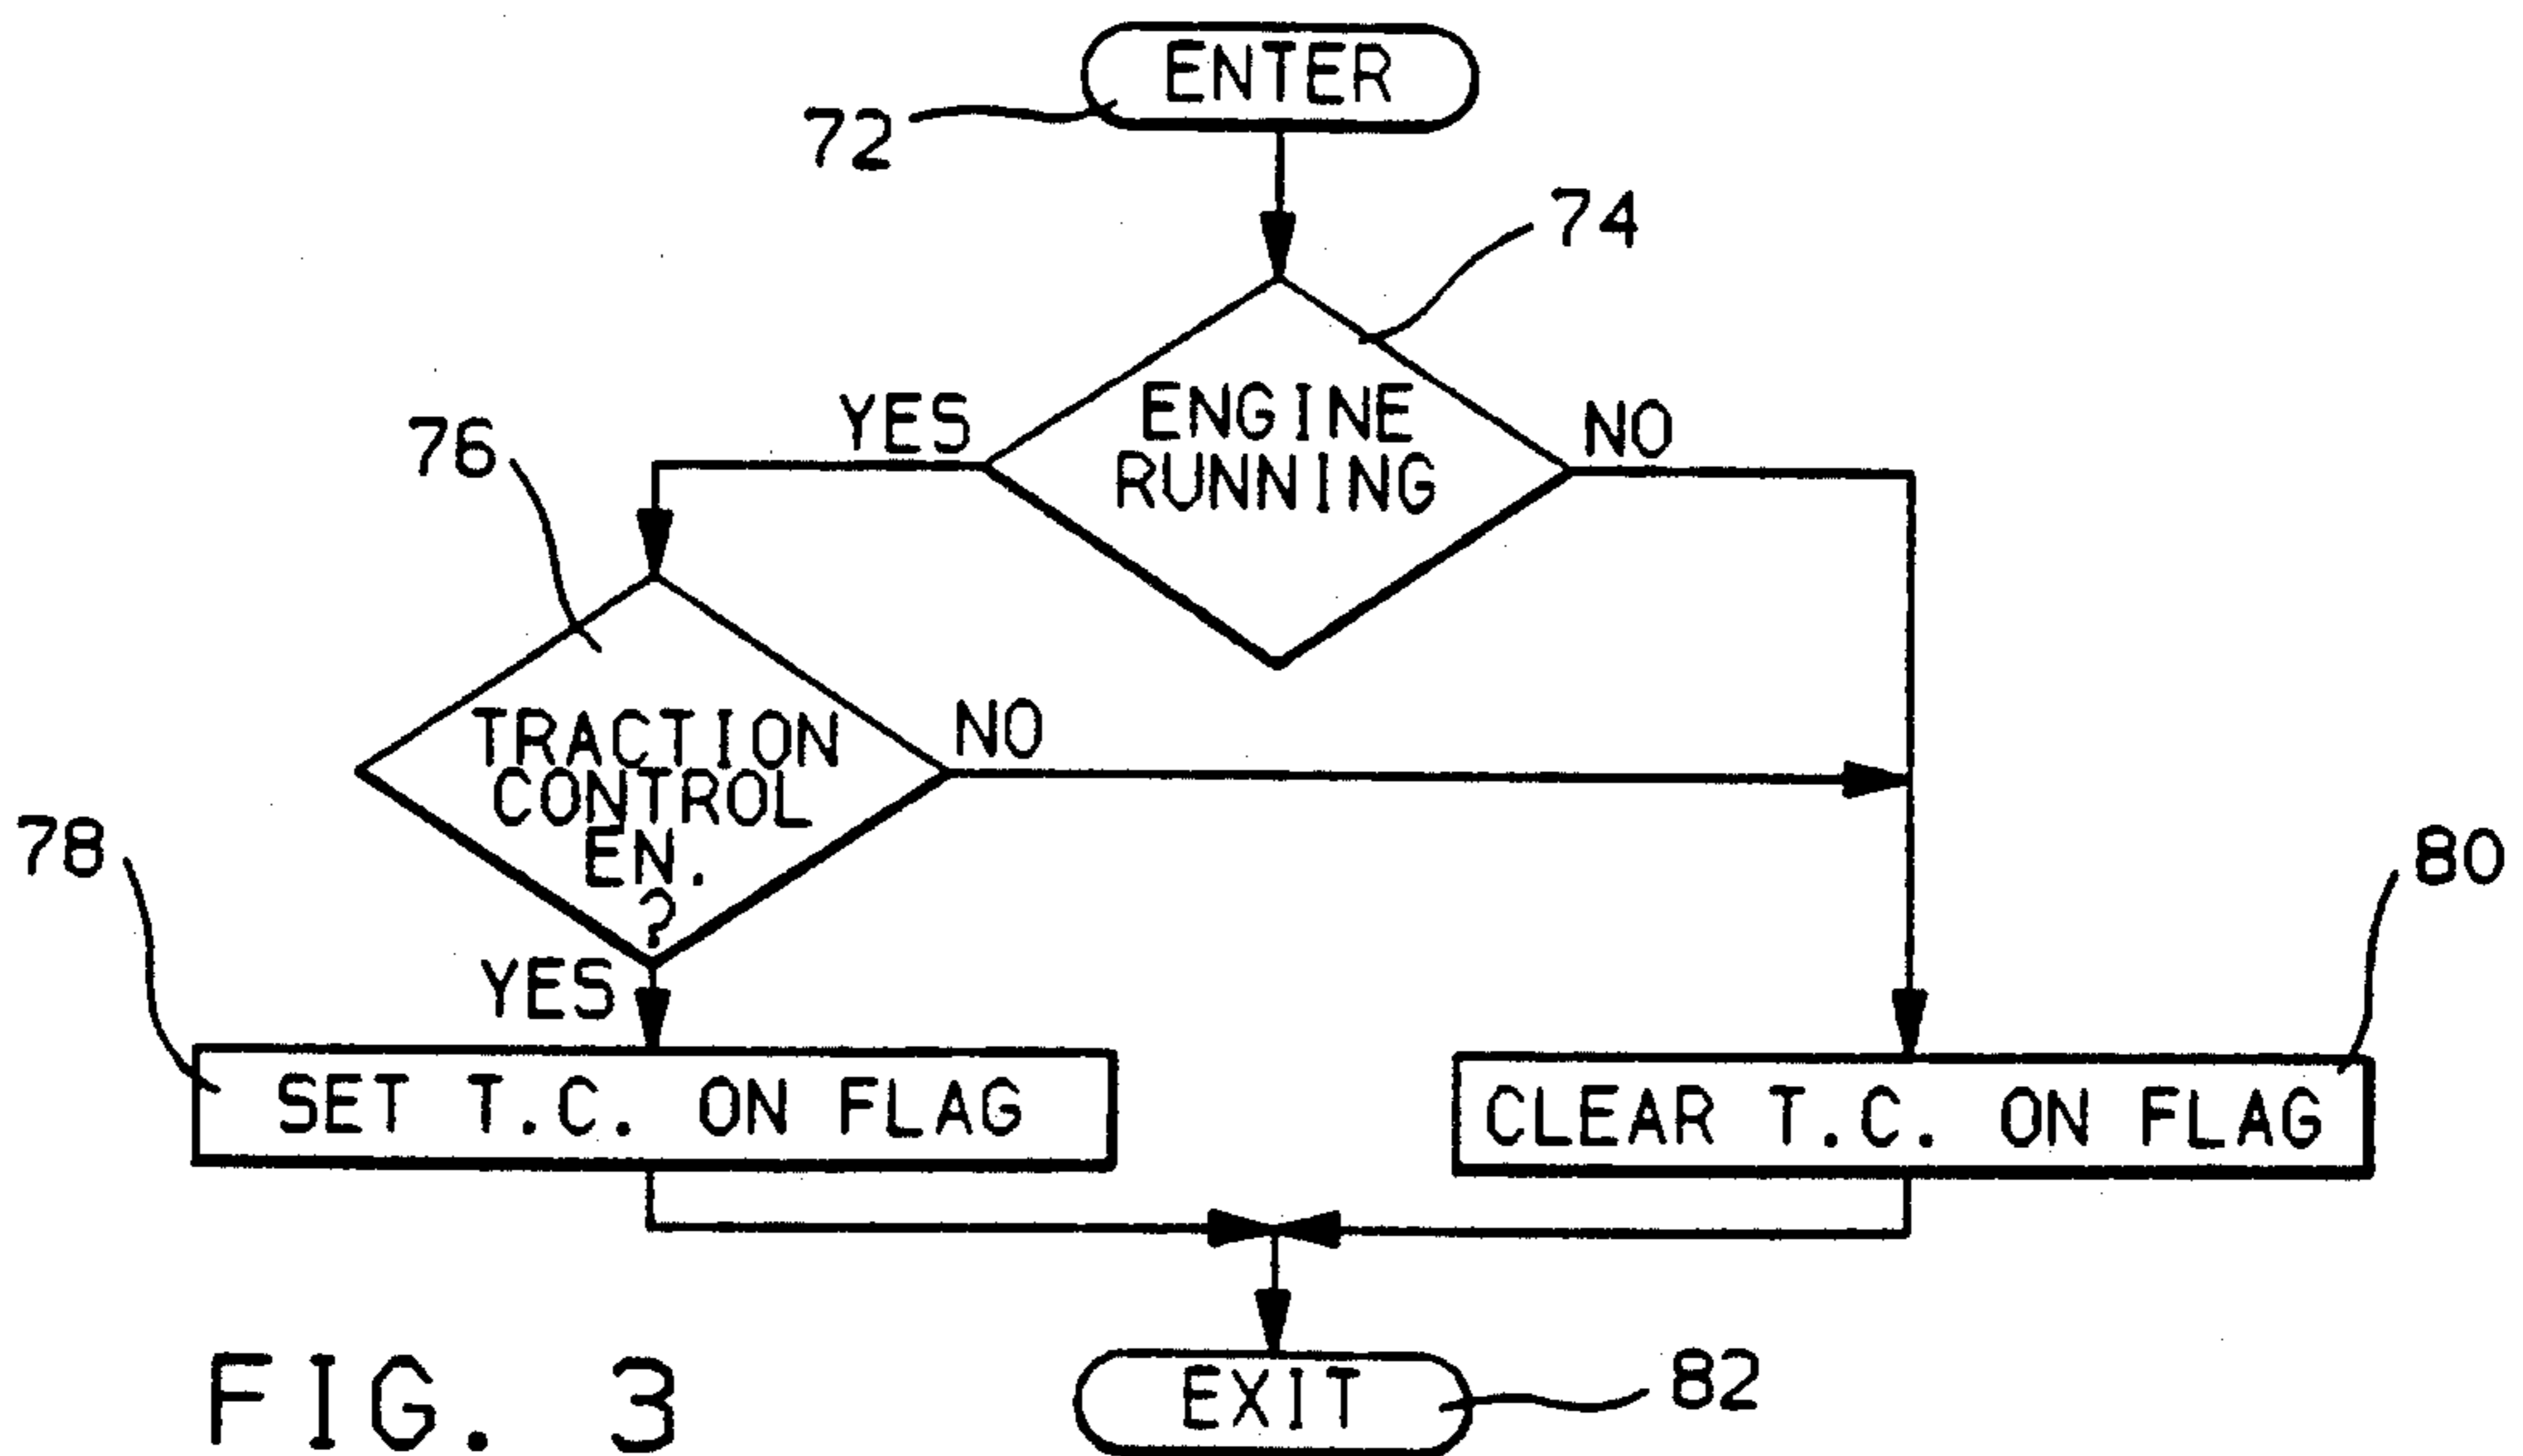 ENTER
72
74
ENGINE
RUNNING
YES
NO
76
TRACTION
CONTROL
EN.
?
NO
YES
78
80
SET T.C. ON FLAG
CLEAR T.C. ON FLAG
EXIT
82
FIG. 3